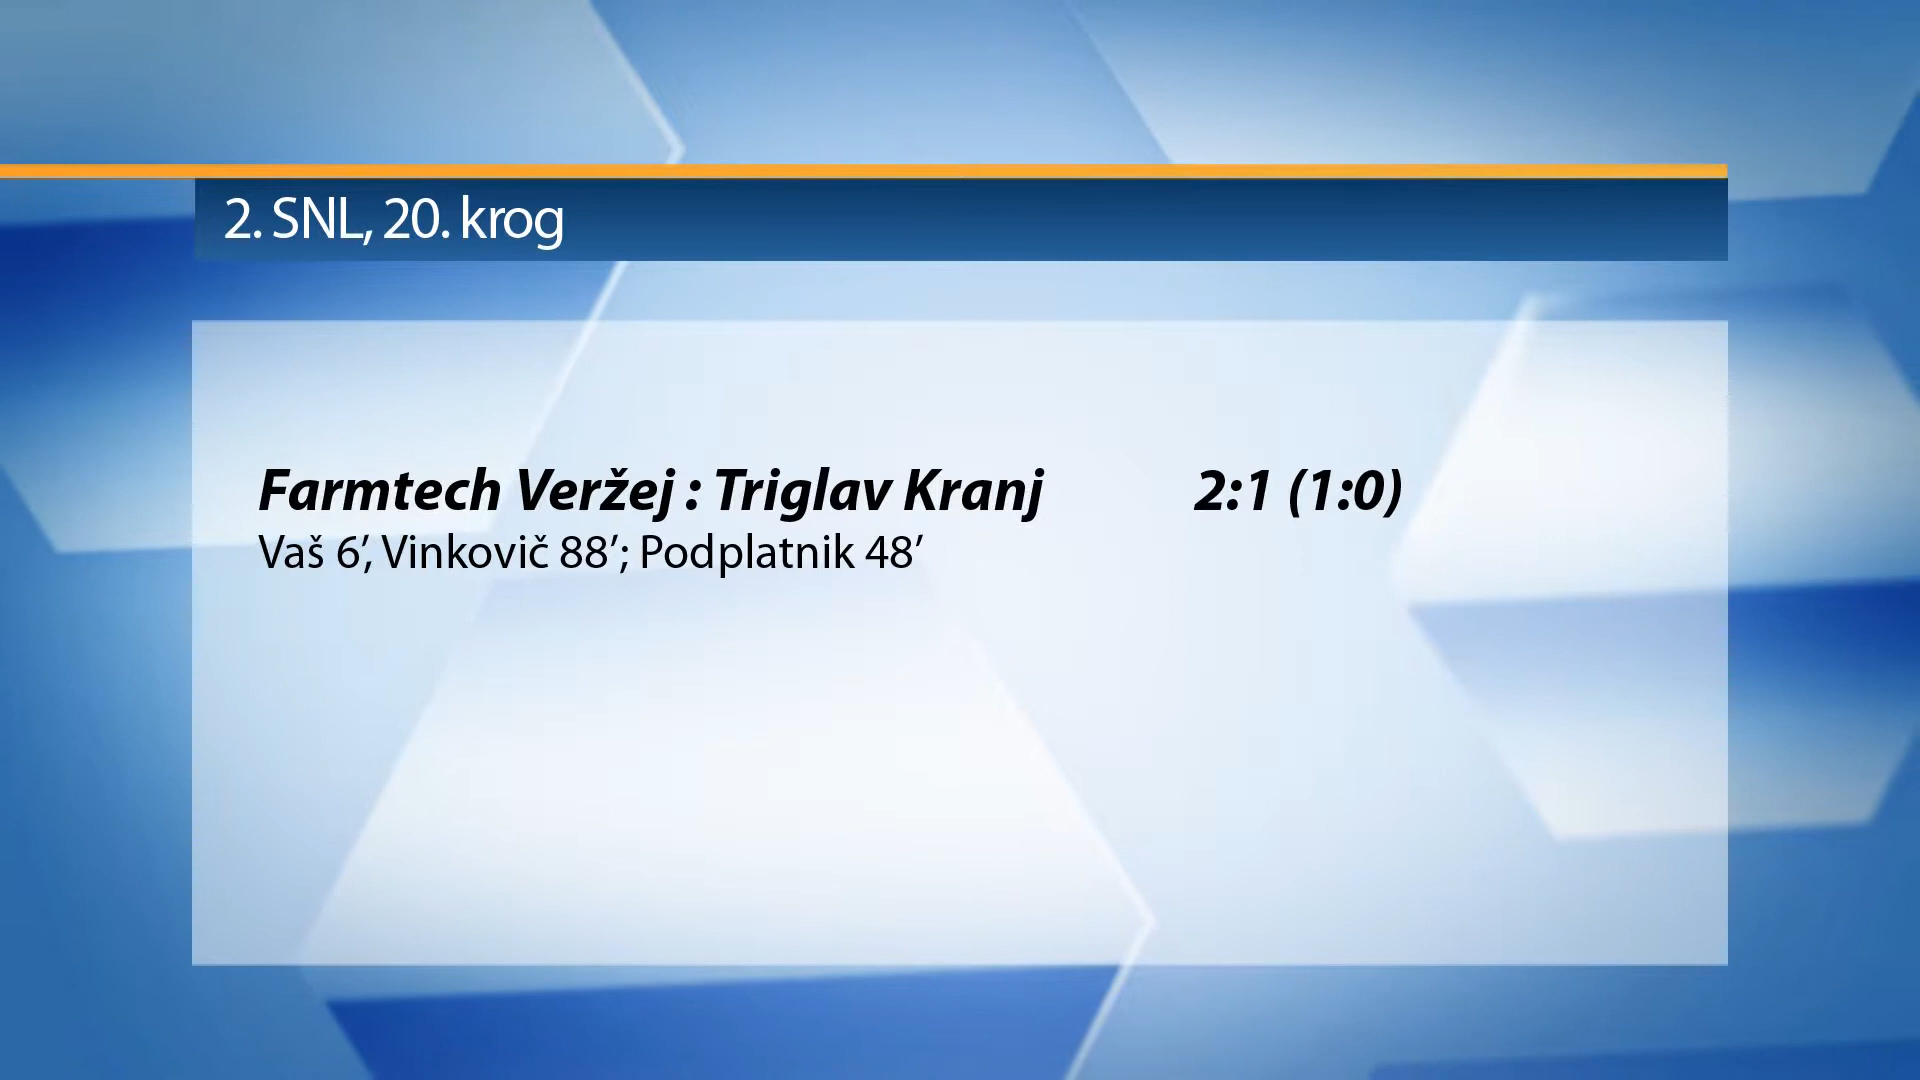 2. SNL, 20. krog
Farmtech Veržej : Triglav Kranj 2:1 (1:0)
Vaš 6’, Vinkovič 88’; Podplatnik 48’